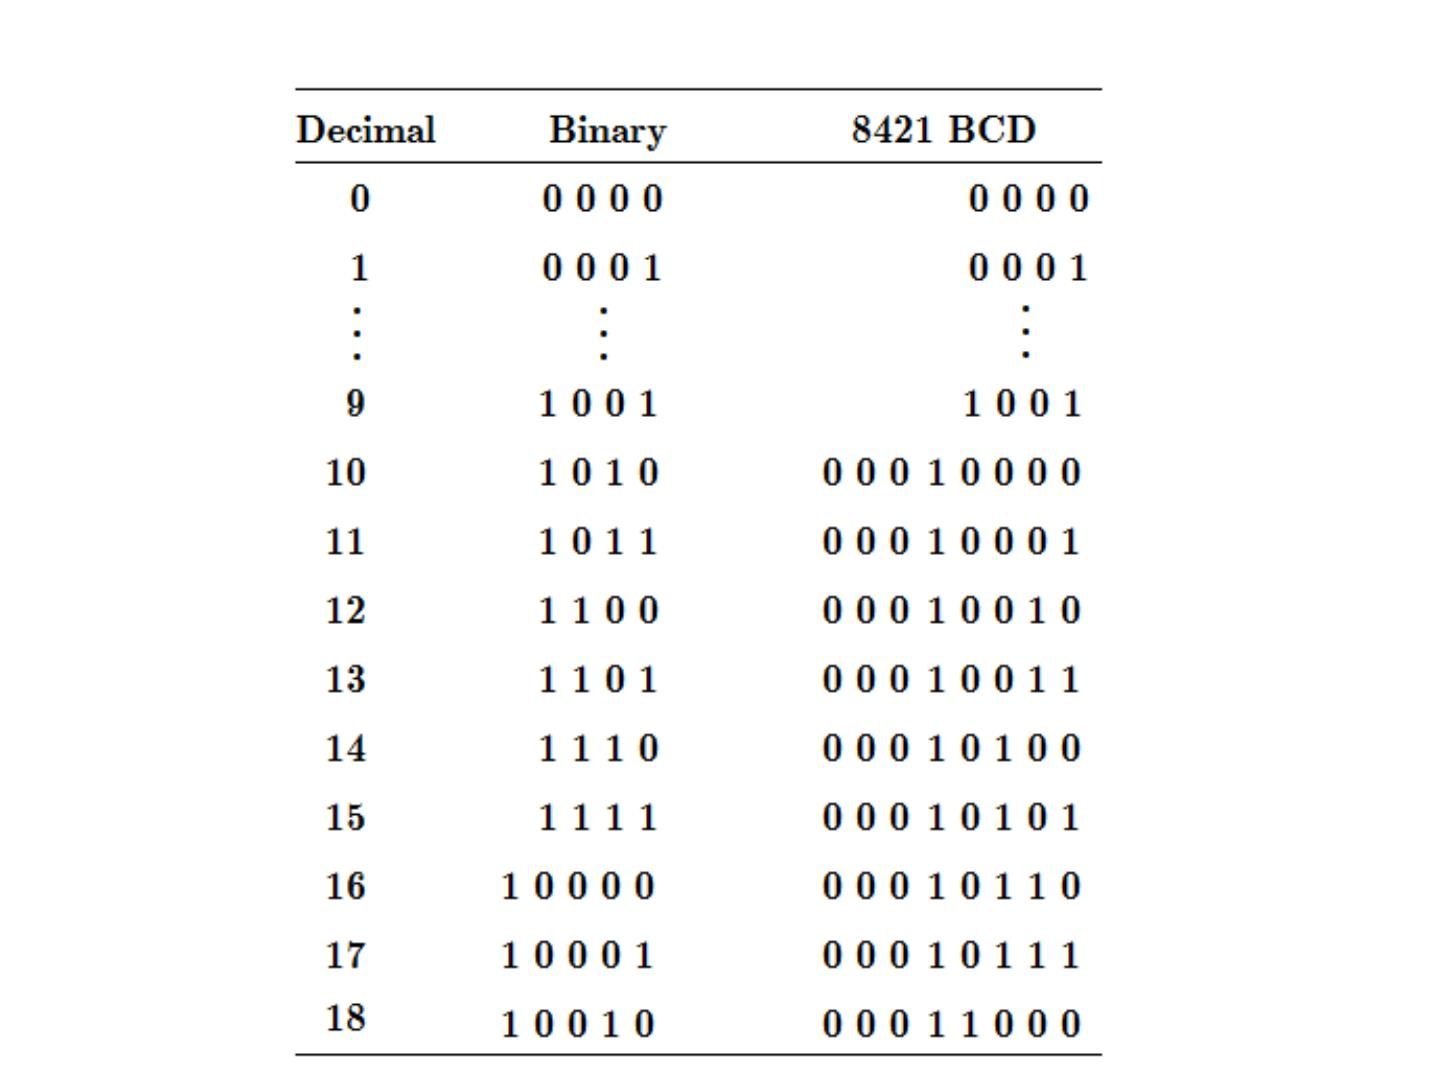 Decimal Binary 8421 BCD
0 0 0 0 0 0 0 0 0
1 0 0 0 1 0 0 0 1
⋮ ⋮ ⋮
9 1 0 0 1 1 0 0 1
10 1 0 1 0 0 0 0 1 0 0 0 0
11 1 0 1 1 0 0 0 1 0 0 0 1
12 1 1 0 0 0 0 0 1 0 0 1 0
13 1 1 0 1 0 0 0 1 0 0 1 1
14 1 1 1 0 0 0 0 1 0 1 0 0
15 1 1 1 1 0 0 0 1 0 1 0 1
16 1 0 0 0 0 0 0 0 1 0 1 1 0
17 1 0 0 0 1 0 0 0 1 0 1 1 1
18 1 0 0 1 0 0 0 0 1 1 0 0 0